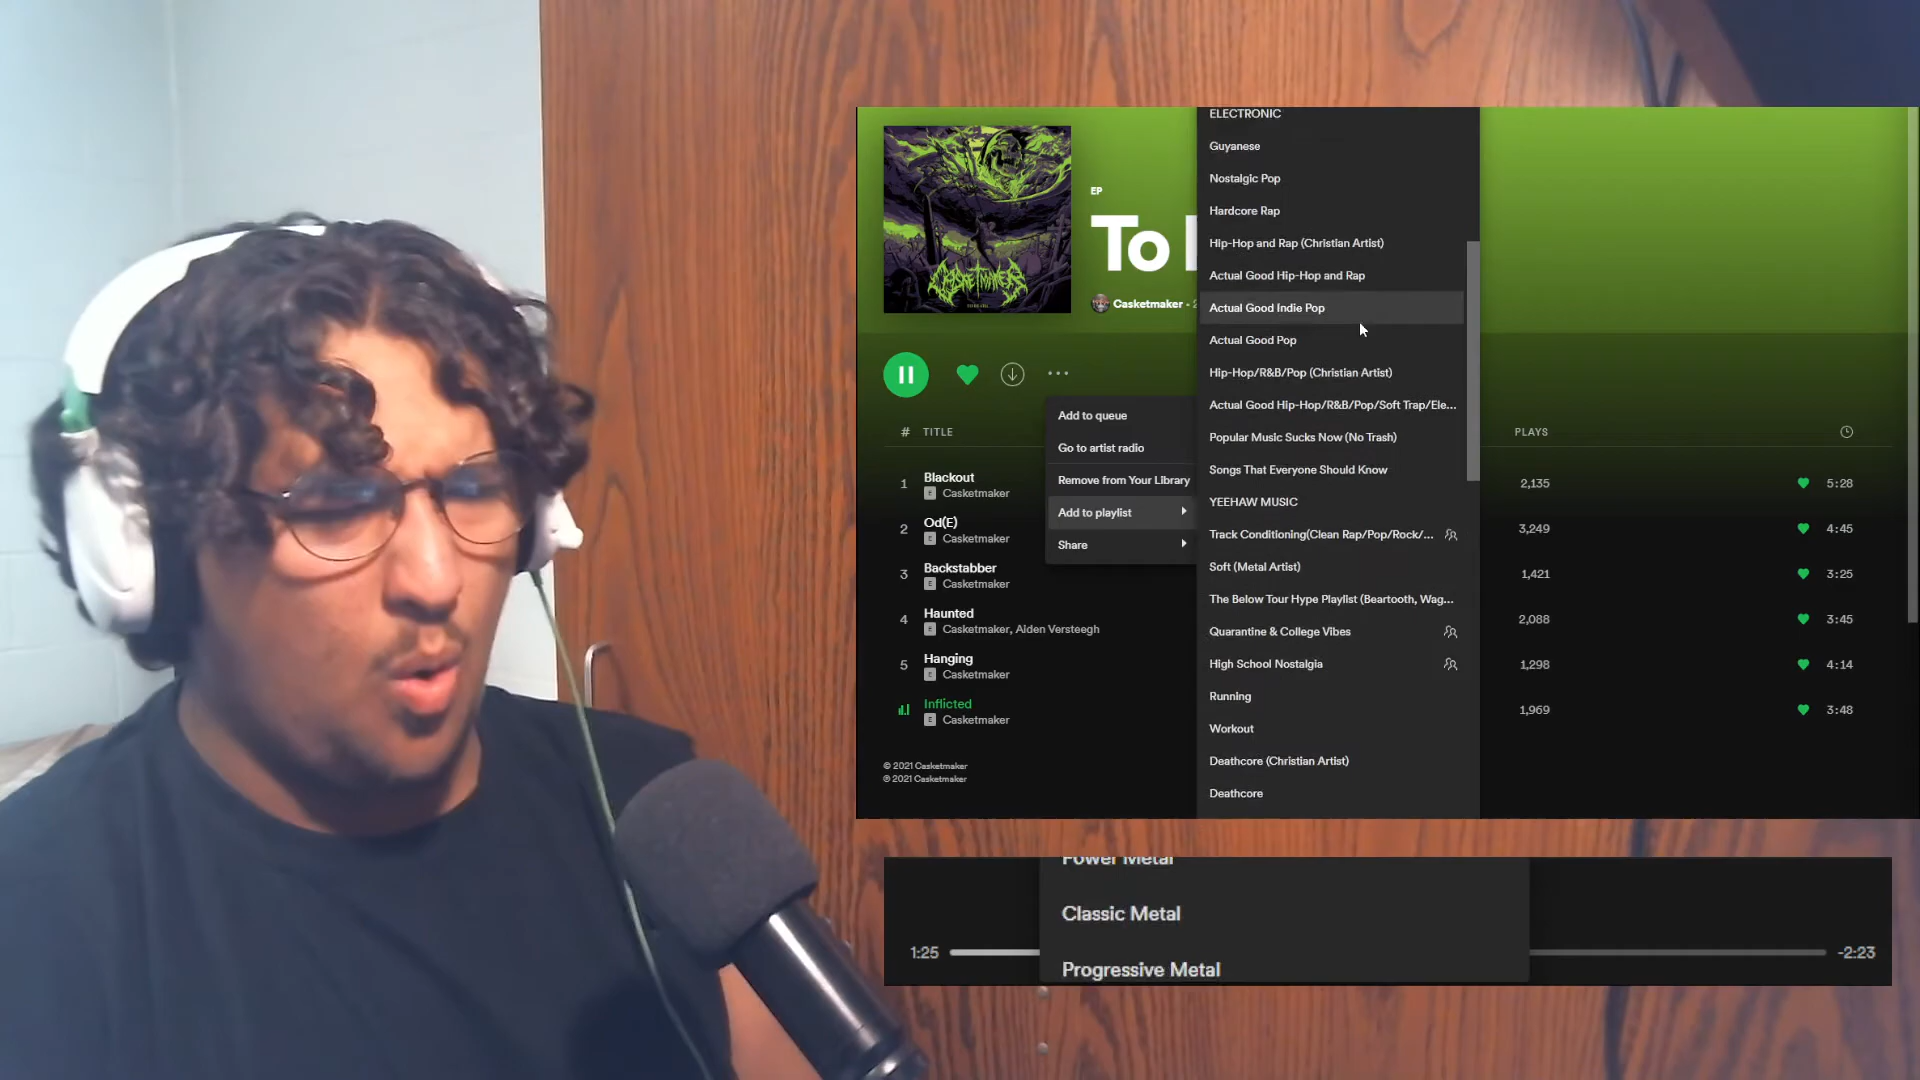 EP
To
Casketmaker
# TITLE
PLAYS
1 Blackout 2,135 5:28
E Casketmaker
2 Od(E) 3,249 4:45
E Casketmaker
3 Backstabber 1,421 3:25
E Casketmaker
4 Haunted 2,088 3:45
E Casketmaker, Aiden Versteegh
5 Hanging 1,298 4:14
E Casketmaker
Inflicted 1,969 3:48
E Casketmaker
© 2021 Casketmaker
℗ 2021 Casketmaker
Add to queue
Go to artist radio
Remove from Your Library
Add to playlist
Share
ELECTRONIC
Guyanese
Nostalgic Pop
Hardcore Rap
Hip-Hop and Rap (Christian Artist)
Actual Good Hip-Hop and Rap
Actual Good Indie Pop
Actual Good Pop
Hip-Hop/R&B/Pop (Christian Artist)
Actual Good Hip-Hop/R&B/Pop/Soft Trap/Ele...
Popular Music Sucks Now (No Trash)
Songs That Everyone Should Know
YEEHAW MUSIC
Track Conditioning(Clean Rap/Pop/Rock/...
Soft (Metal Artist)
The Below Tour Hype Playlist (Beartooth, Wag...
Quarantine & College Vibes
High School Nostalgia
Running
Workout
Deathcore (Christian Artist)
Deathcore
Power Metal
Classic Metal
Progressive Metal
1:25
-2:23
CASKETMAKER